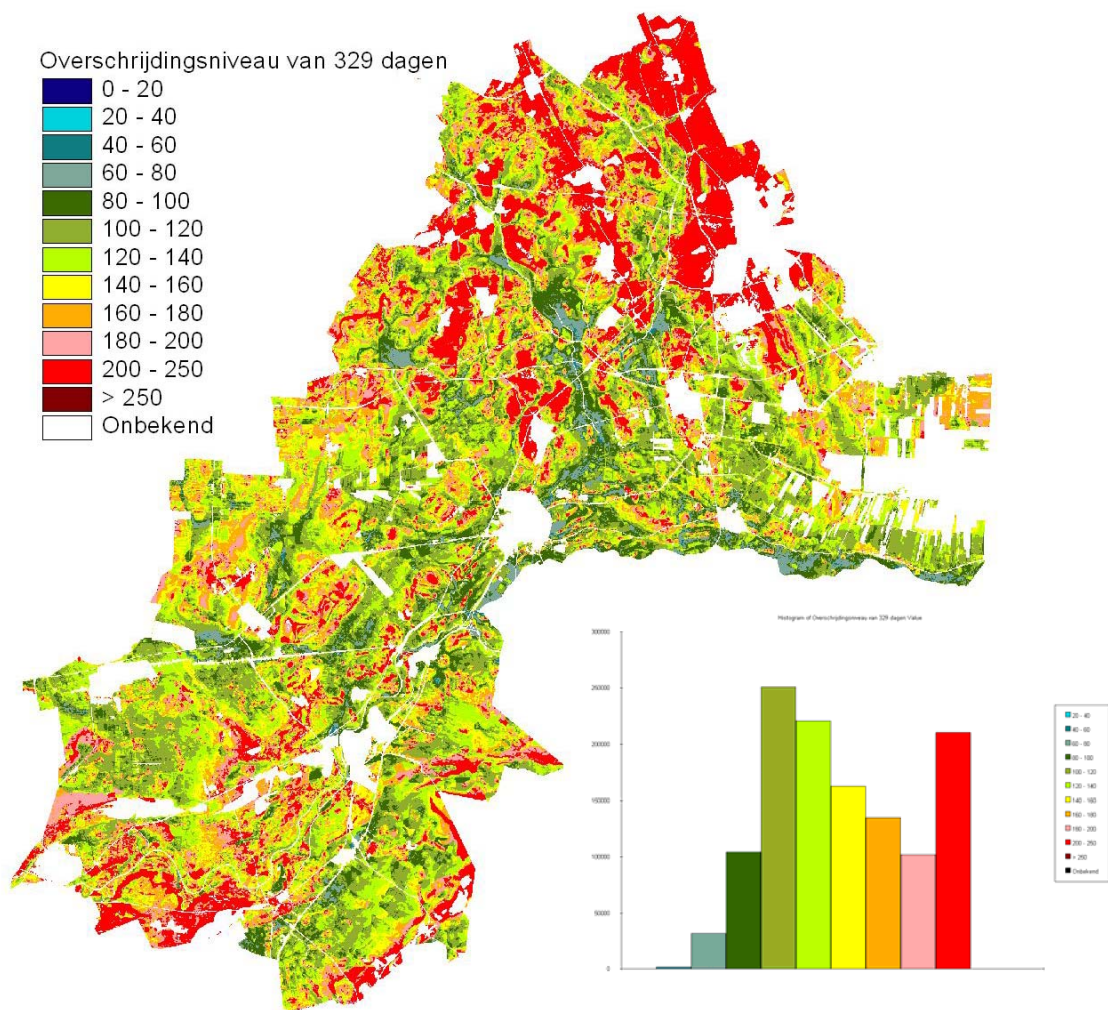 Overschrijdingsniveau van 329 dagen
0 - 20
20 - 40
40 - 60
60 - 80
80 - 100
100 - 120
120 - 140
140 - 160
160 - 180
180 - 200
200 - 250
> 250
Onbekend
Histogram of Overschrijdingsniveau van 329 dagen Value
300000
250000
200000
150000
100000
50000
0
20 - 40
40 - 60
60 - 80
80 - 100
100 - 120
120 - 140
140 - 160
160 - 180
180 - 200
200 - 250
> 250
Onbekend